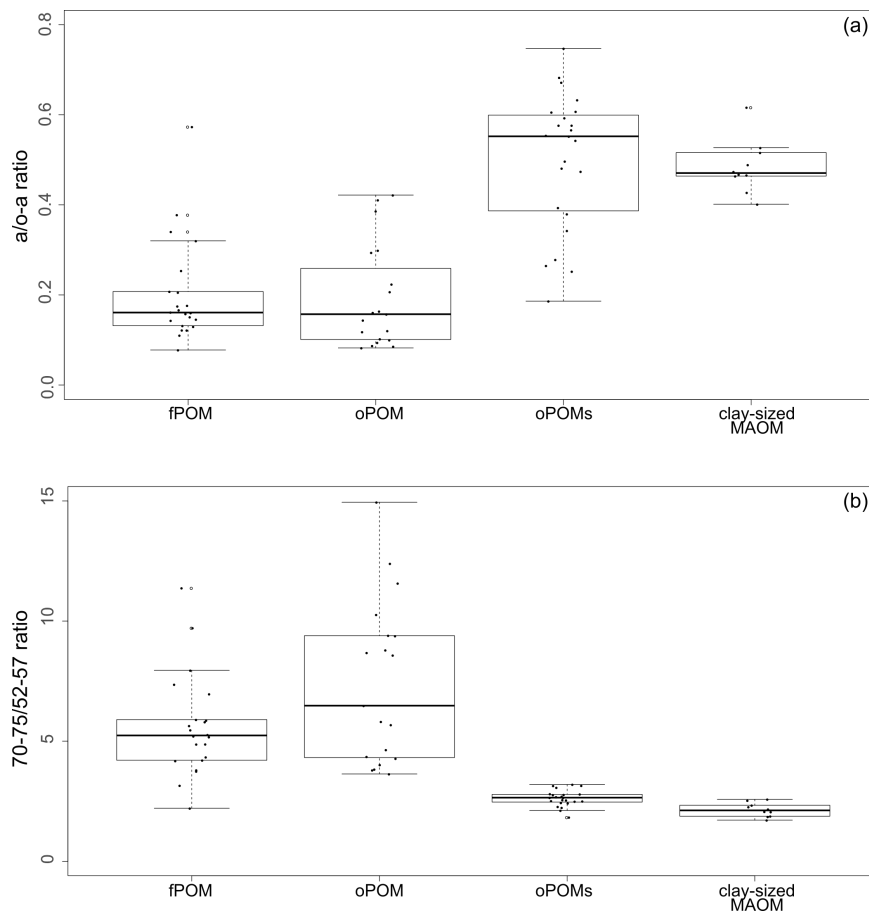 (a)
0.8
0.6
0.4
0.2
0.0
a/o-a ratio
fPOM oPOM oPOMs clay-sized
MAOM
(b)
15
10
5
0
70-75/52-57 ratio
fPOM oPOM oPOMs clay-sized
MAOM